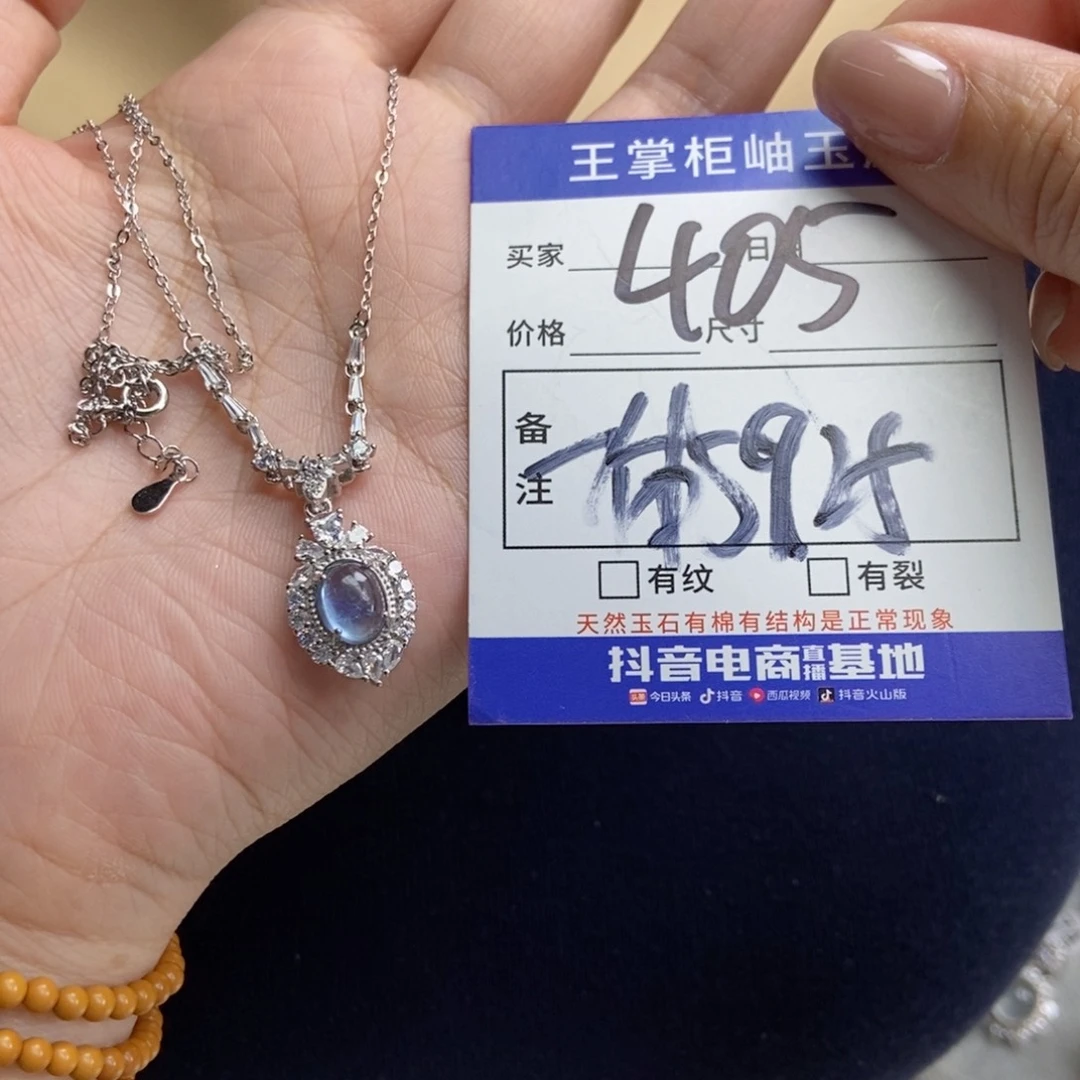 王掌柜岫玉
买家 405 日
价格 尺寸
备注
有纹 有裂
天然玉石有棉有结构是正常现象
抖音电商直播基地
头条 今日头条 抖音 西瓜视频 抖音火山版